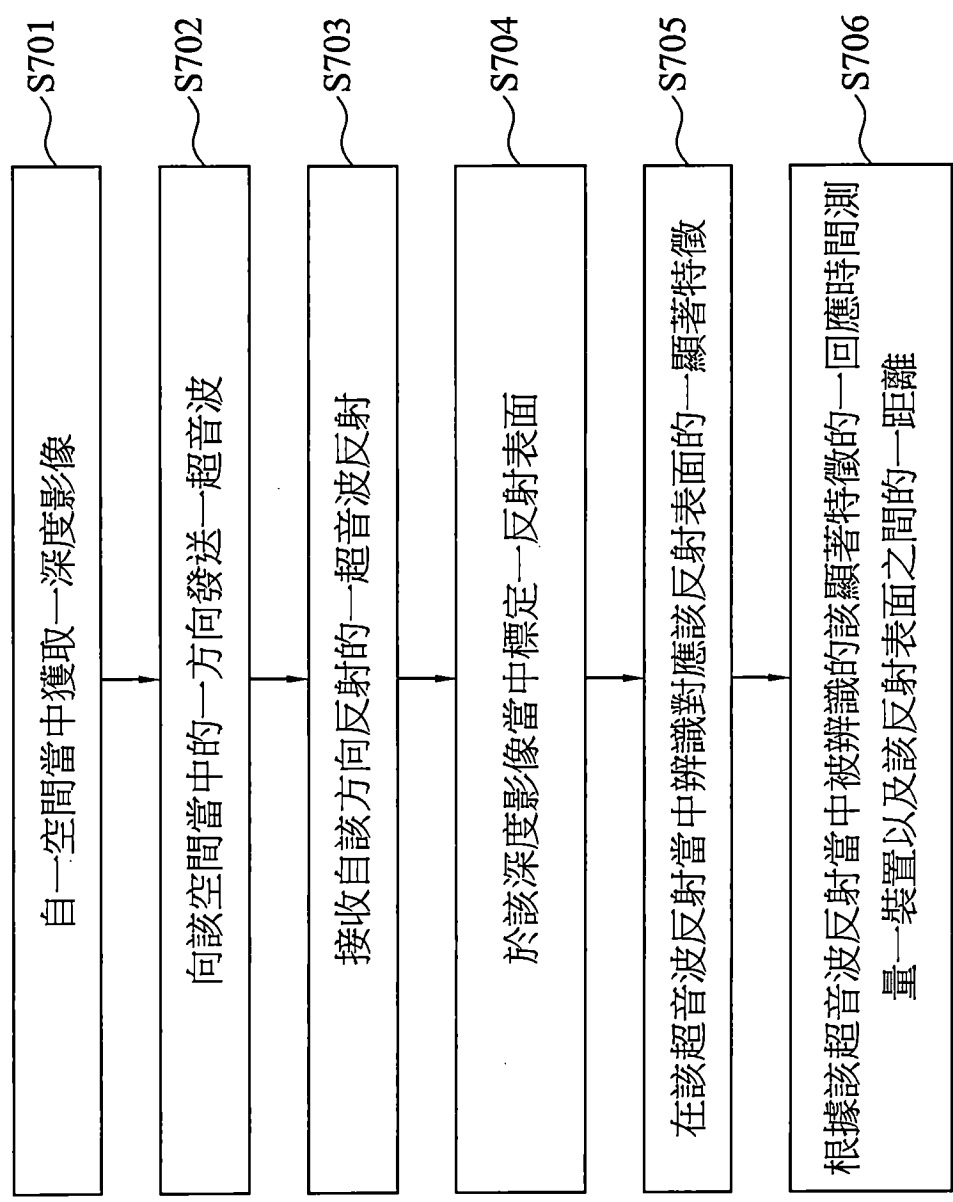 自一空間當中獲取一深度影像
S701
向該空間當中的一方向發送一超音波
S702
接收自該方向反射的一超音波反射
S703
於該深度影像當中標定一反射表面
S704
在該超音波反射當中辨識對應該反射表面的一顯著特徵
S705
根據該超音波反射當中被辨識的該顯著特徵的一回應時間測
量一裝置以及該反射表面之間的一距離
S706